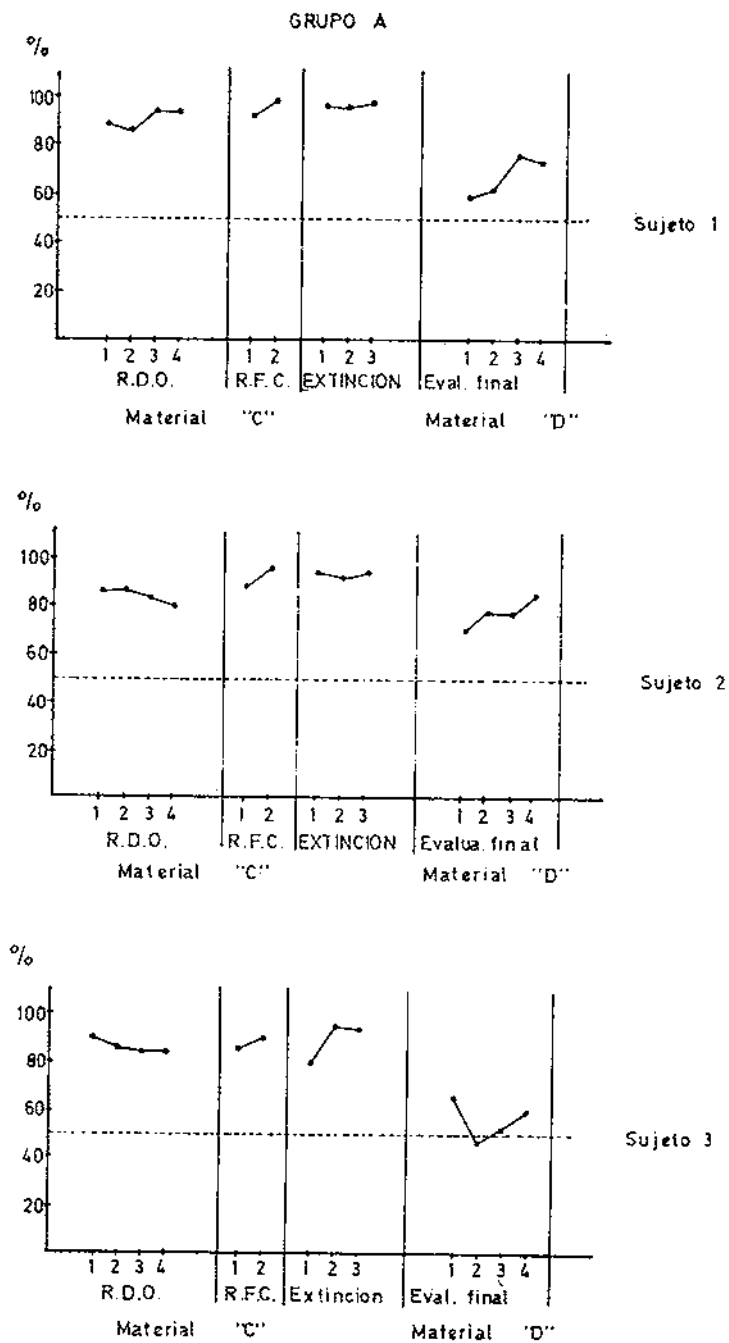 GRUPO A
%
100
80
60
40
20
Sujeto 1
1 2 3 4 1 2 1 2 3 1 2 3 4
R.D.O. R.F.C. EXTINCION Eval. final
Material "C" Material "D"
%
100
80
60
40
20
Sujeto 2
1 2 3 4 1 2 1 2 3 1 2 3 4
R.D.O. R.F.C. EXTINCION Evalua. final
Material "C" Material "D"
%
100
80
60
40
20
Sujeto 3
1 2 3 4 1 2 1 2 3 1 2 3 4
R.D.O. R.F.C. Extincion Eval. final
Material "C" Material "D"